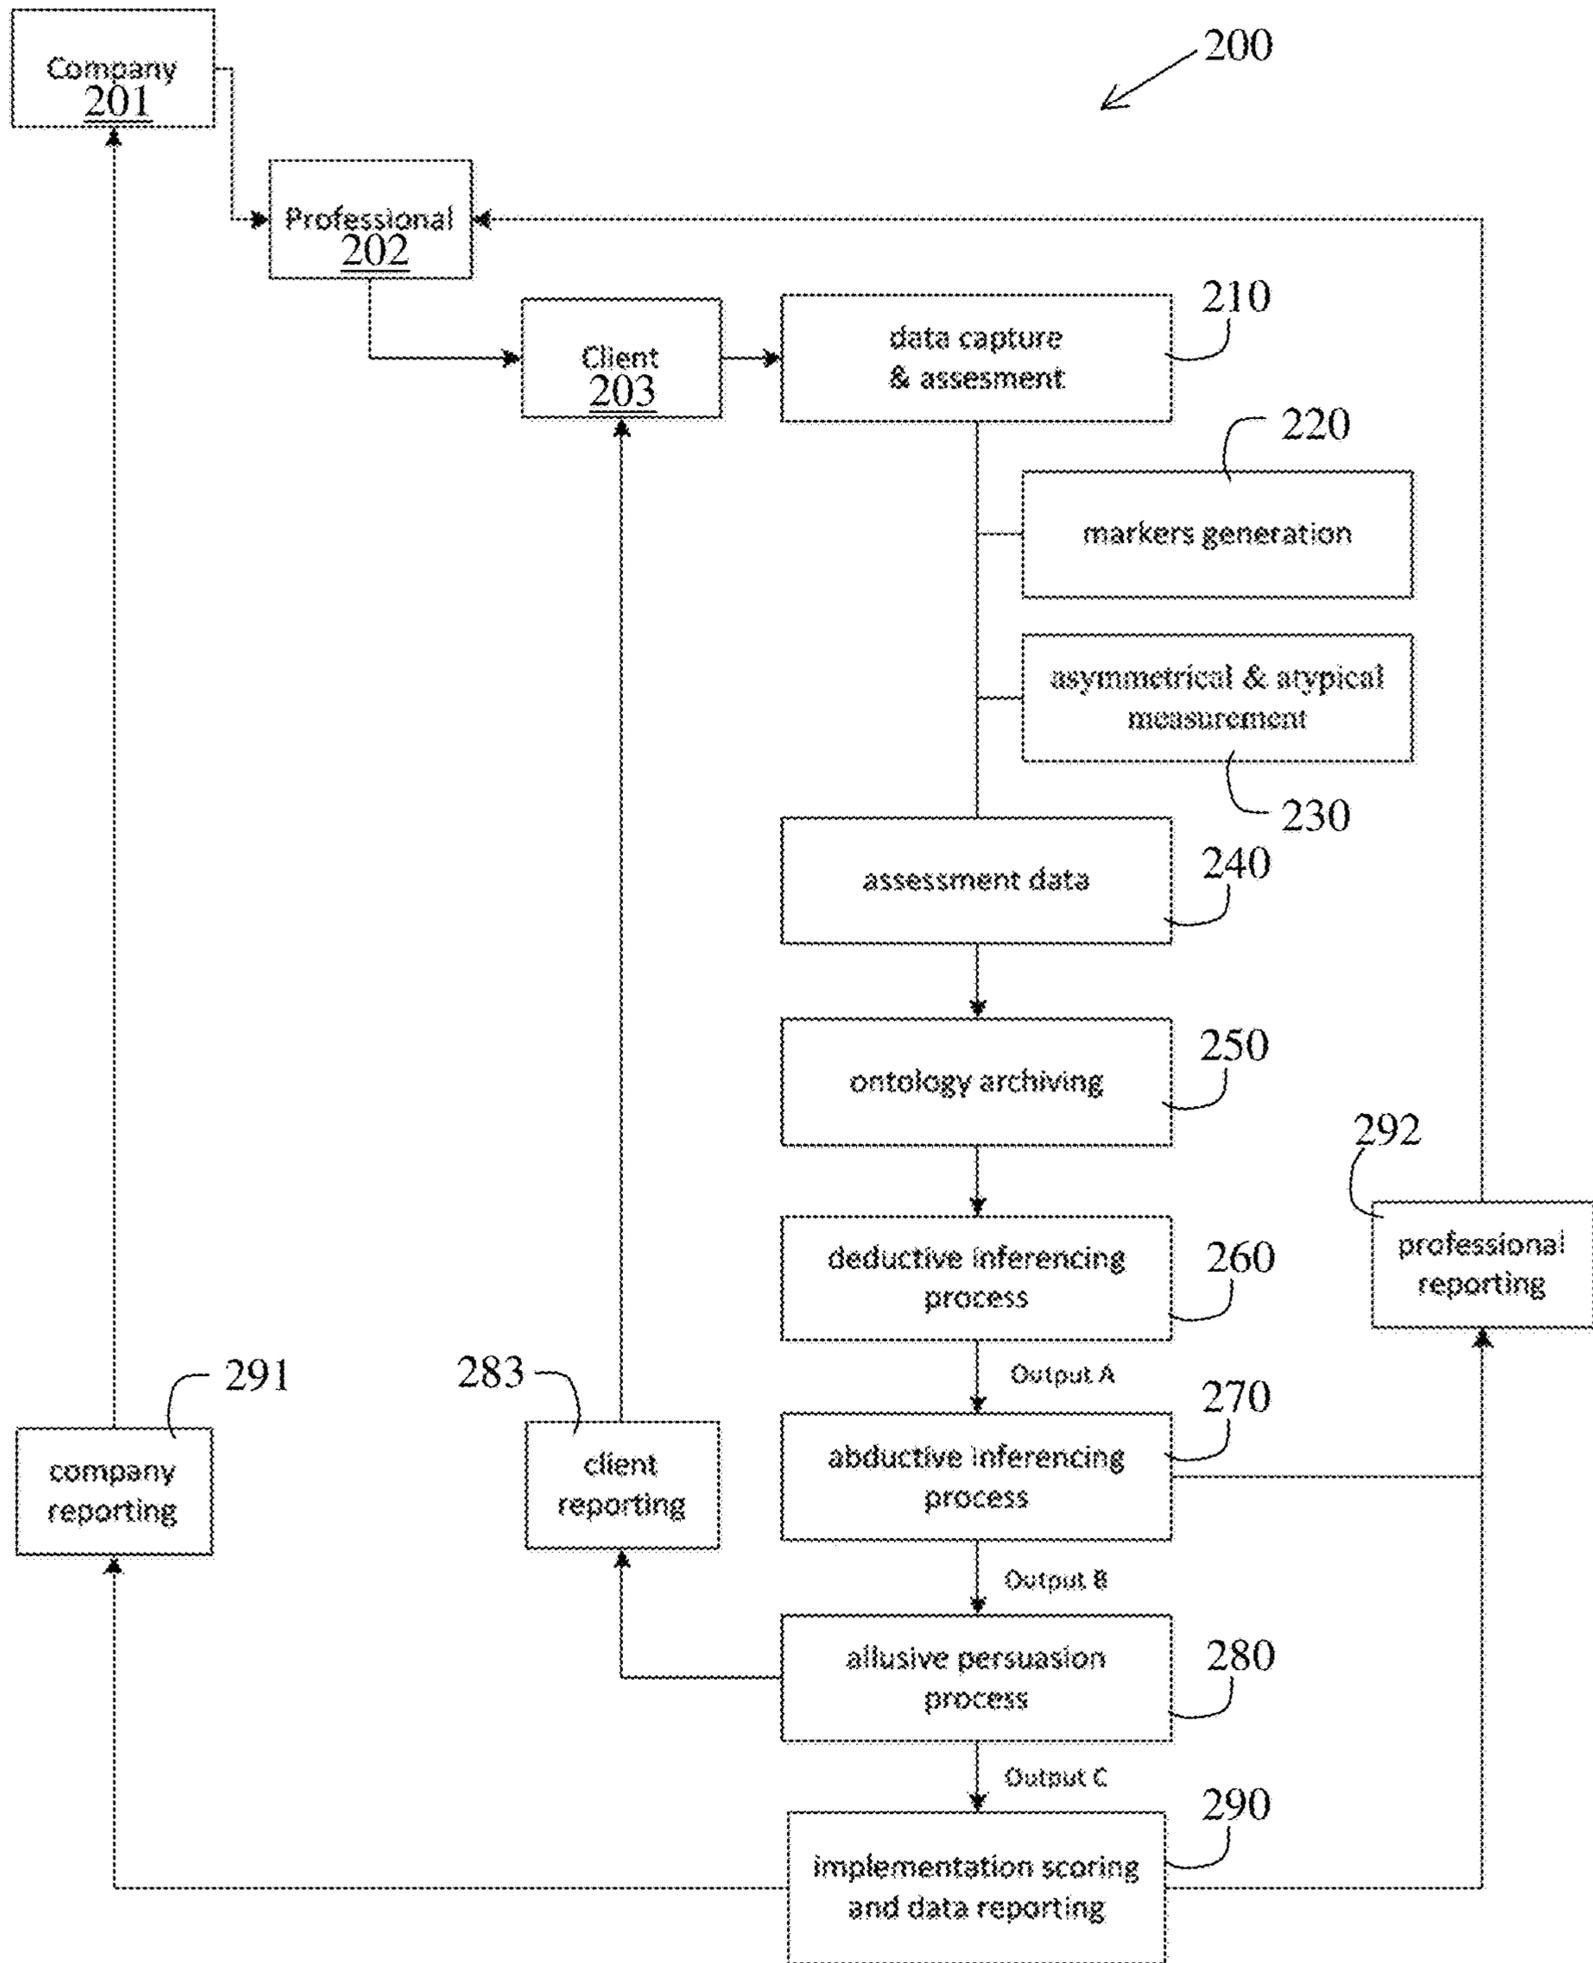 200
Company
201
Professional
202
210
data capture
& assesment
Client
203
220
markers generation
asymmetrical & atypical
measurement
230
240
assessment data
250
ontology archiving
292
professional
reporting
260
deductive inferencing
process
Output A
291
283
270
company
reporting
client
reporting
abductive inferencing
process
Output B
280
allusive persuasion
process
Output C
290
implementation scoring
and data reporting